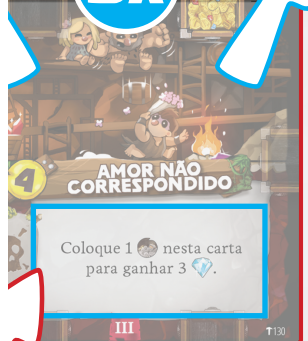 4
AMOR NÃO
CORRESPONDIDO
Coloque 1 nesta carta
para ganhar 3 .
III
↑130